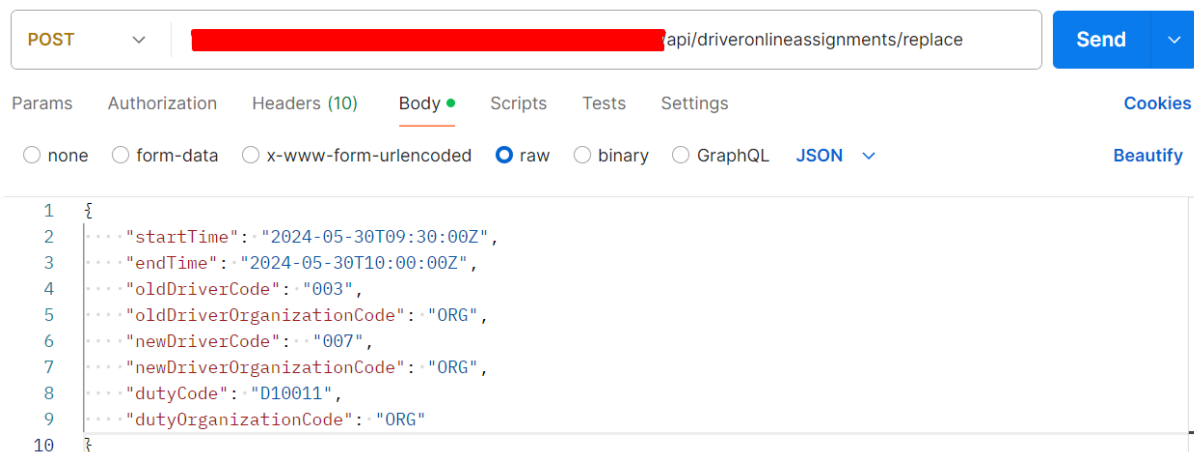 POST /api/driveronlineassignments/replace Send
Params Authorization Headers (10) Body Scripts Tests Settings Cookies
none form-data x-www-form-urlencoded raw binary GraphQL JSON Beautify
1 {
2 "startTime": "2024-05-30T09:30:00Z",
3 "endTime": "2024-05-30T10:00:00Z",
4 "oldDriverCode": "003",
5 "oldDriverOrganizationCode": "ORG",
6 "newDriverCode": "007",
7 "newDriverOrganizationCode": "ORG",
8 "dutyCode": "D10011",
9 "dutyOrganizationCode": "ORG"
10 }